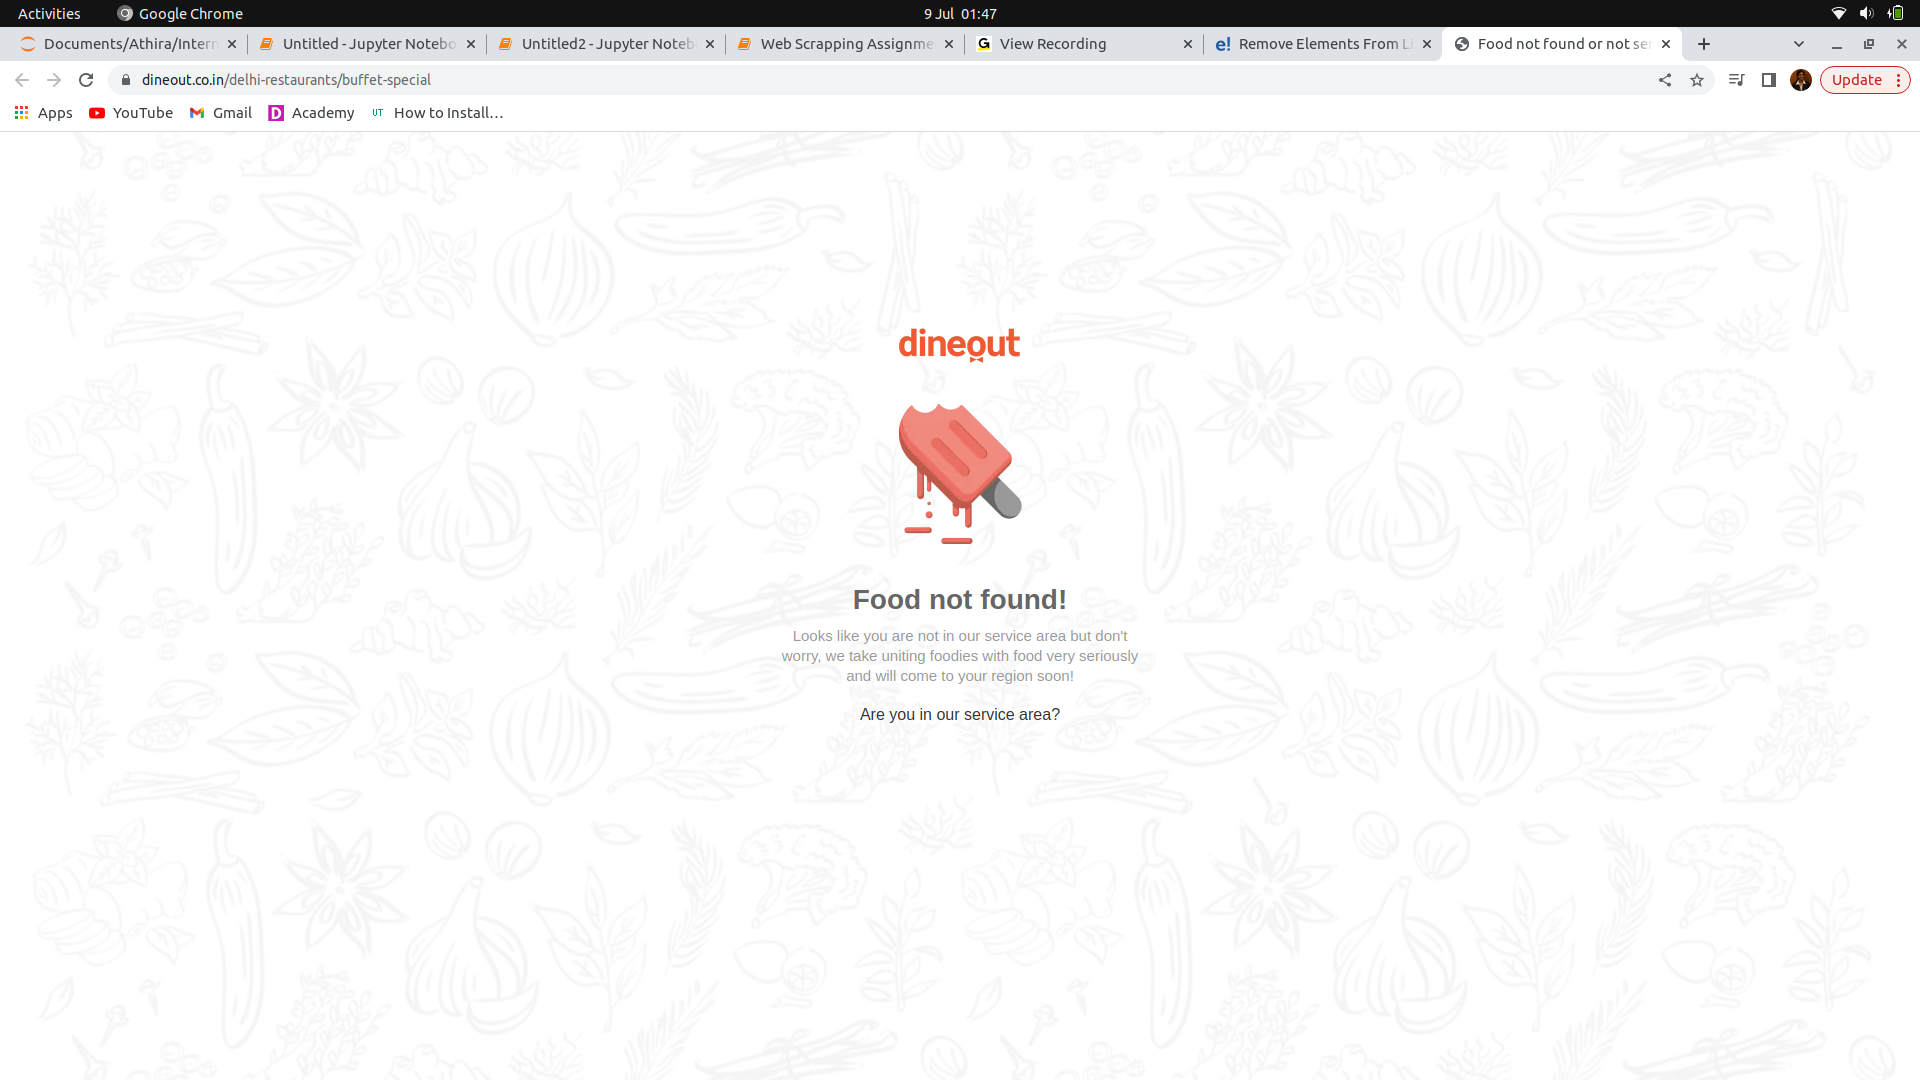 Activities
Google Chrome
9 Jul 01:47
Documents/Athira/Intern
Untitled - Jupyter Notebo
Untitled2 - Jupyter Noteb
Web Scrapping Assignme
View Recording
Remove Elements From Li
Food not found or not se
dineout.co.in/delhi-restaurants/buffet-special
Update
Apps
YouTube
Gmail
D Academy
UT How to Install…
dineout
Food not found!
Looks like you are not in our service area but don't
worry, we take uniting foodies with food very seriously
and will come to your region soon!
Are you in our service area?